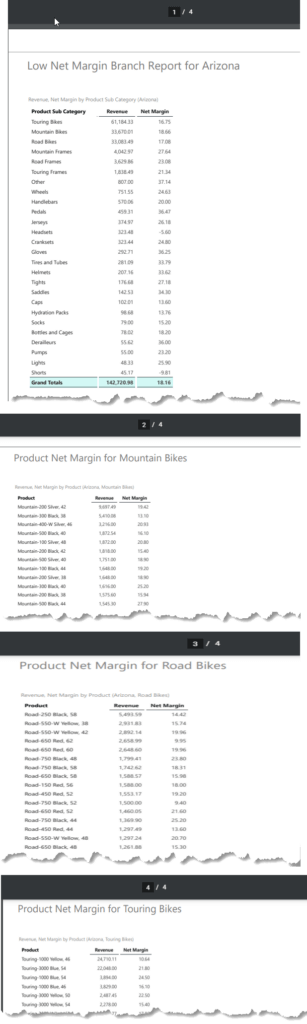 1 / 4
Low Net Margin Branch Report for Arizona
Revenue, Net Margin by Product Sub Category (Arizona)
Product Sub Category Revenue Net Margin
Touring Bikes 61,184.33 16.75
Mountain Bikes 33,670.01 18.66
Road Bikes 33,083.49 17.08
Mountain Frames 4,042.97 27.64
Road Frames 3,629.86 23.08
Touring Frames 1,838.49 21.34
Other 807.00 37.14
Wheels 751.55 24.63
Handlebars 570.06 20.00
Pedals 459.31 36.47
Jerseys 374.97 26.18
Headsets 323.48 -5.60
Cranksets 323.44 24.80
Gloves 292.71 36.25
Tires and Tubes 281.09 33.79
Helmets 207.16 33.62
Tights 176.68 27.18
Saddles 142.53 34.30
Caps 102.01 13.60
Hydration Packs 98.68 13.76
Socks 79.00 15.20
Bottles and Cages 78.02 18.20
Derailleurs 55.62 36.00
Pumps 55.00 23.20
Lights 48.33 25.90
Shorts 45.17 -9.81
Grand Totals 142,720.98 18.16
2 / 4
Product Net Margin for Mountain Bikes
Revenue, Net Margin by Product (Arizona, Mountain Bikes)
Product Revenue Net Margin
Mountain-200 Silver, 42 9,697.49 19.42
Mountain-300 Black, 38 5,410.08 13.10
Mountain-400-W Silver, 46 3,216.00 20.93
Mountain-500 Black, 40 1,872.54 16.10
Mountain-100 Silver, 48 1,872.00 20.80
Mountain-200 Black, 42 1,818.00 15.40
Mountain-500 Silver, 40 1,751.00 18.90
Mountain-100 Black, 44 1,648.00 19.20
Mountain-200 Silver, 38 1,648.00 18.90
Mountain-300 Black, 40 1,616.00 25.20
Mountain-200 Black, 38 1,575.60 15.94
Mountain-500 Black, 44 1,545.30 27.90
3 / 4
Product Net Margin for Road Bikes
Revenue, Net Margin by Product (Arizona, Road Bikes)
Product Revenue Net Margin
Road-250 Black, 58 5,493.59 14.42
Road-550-W Yellow, 38 2,931.83 15.74
Road-550-W Yellow, 42 2,892.14 19.96
Road-650 Red, 62 2,658.99 9.95
Road-650 Red, 60 2,648.60 19.96
Road-750 Black, 48 1,799.41 23.80
Road-650 Black, 58 1,742.62 18.31
Road-650 Black, 58 1,588.57 15.98
Road-150 Red, 56 1,588.00 18.00
Road-450 Red, 52 1,553.17 19.20
Road-750 Black, 52 1,500.00 9.40
Road-650 Red, 52 1,460.05 21.60
Road-750 Black, 44 1,369.90 25.20
Road-450 Red, 44 1,297.49 13.60
Road-550-W Yellow, 48 1,297.24 20.70
Road-650 Black, 48 1,261.88 15.30
4 / 4
Product Net Margin for Touring Bikes
Revenue, Net Margin by Product (Arizona, Touring Bikes)
Product Revenue Net Margin
Touring-1000 Yellow, 46 24,710.11 10.64
Touring-2000 Blue, 54 22,048.00 21.80
Touring-1000 Blue, 54 3,894.00 24.50
Touring-1000 Blue, 46 3,829.00 16.10
Touring-3000 Yellow, 50 2,487.45 22.50
Touring-3000 Yellow, 54 2,278.00 15.40